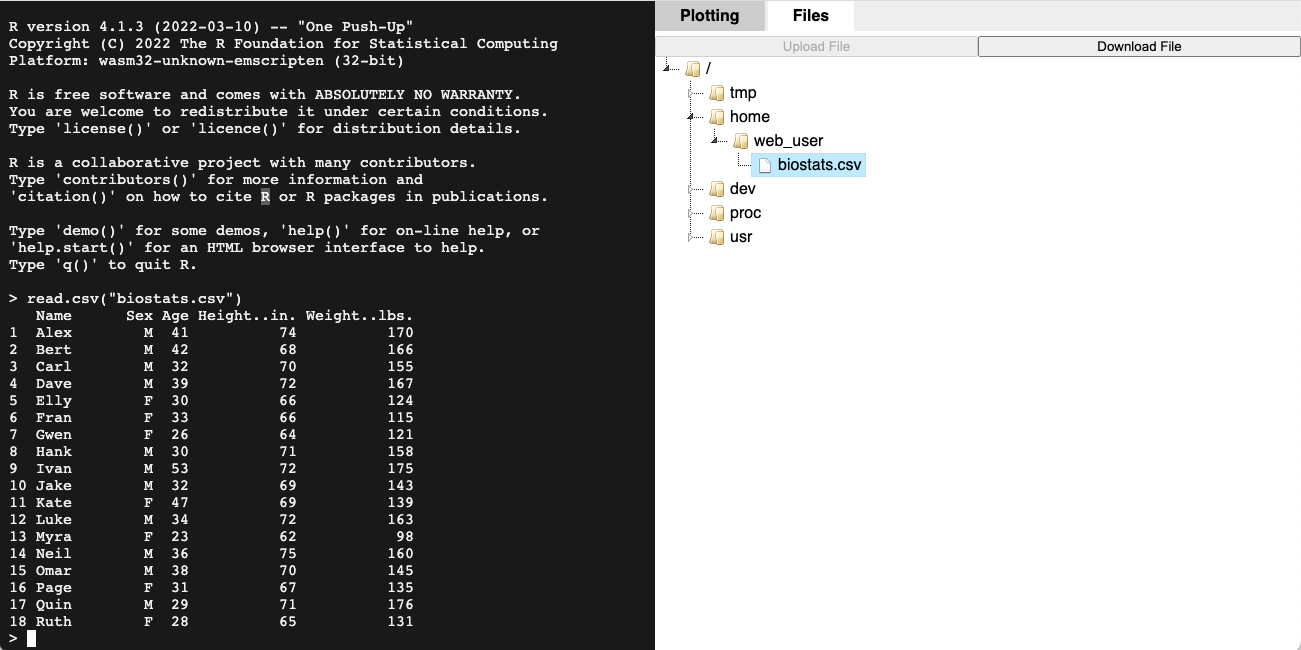 R version 4.1.3 (2022-03-10) -- "One Push-Up"
Copyright (C) 2022 The R Foundation for Statistical Computing
Platform: wasm32-unknown-emscripten (32-bit)
R is free software and comes with ABSOLUTELY NO WARRANTY.
You are welcome to redistribute it under certain conditions.
Type 'license()' or 'licence()' for distribution details.
R is a collaborative project with many contributors.
Type 'contributors()' for more information and
'citation()' on how to cite R or R packages in publications.
Type 'demo()' for some demos, 'help()' for on-line help, or
'help.start()' for an HTML browser interface to help.
Type 'q()' to quit R.
> read.csv("biostats.csv")
   Name      Sex Age Height..in. Weight..lbs.
1  Alex        M  41          74          170
2  Bert        M  42          68          166
3  Carl        M  32          70          155
4  Dave        M  39          72          167
5  Elly        F  30          66          124
6  Fran        F  33          66          115
7  Gwen        F  26          64          121
8  Hank        M  30          71          158
9  Ivan        M  53          72          175
10 Jake        M  32          69          143
11 Kate        F  47          69          139
12 Luke        M  34          72          163
13 Myra        F  23          62           98
14 Neil        M  36          75          160
15 Omar        M  38          70          145
16 Page        F  31          67          135
17 Quin        M  29          71          176
18 Ruth        F  28          65          131
>
Plotting Files
Upload File Download File
/
tmp
home
web_user
biostats.csv
dev
proc
usr